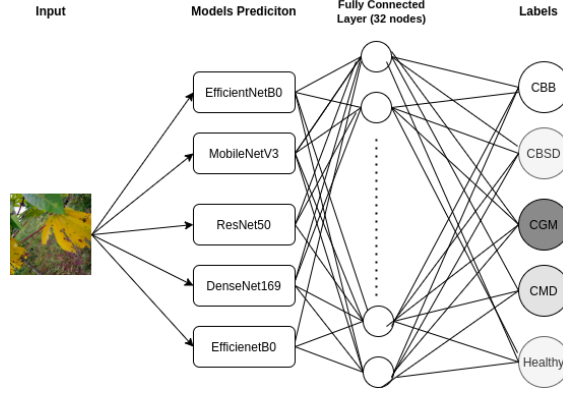 Input
Models Prediciton
Fully Connected
Layer (32 nodes)
Labels
EfficientNetB0
MobileNetV3
ResNet50
DenseNet169
EfficienetB0
CBB
CBSD
CGM
CMD
Healthy